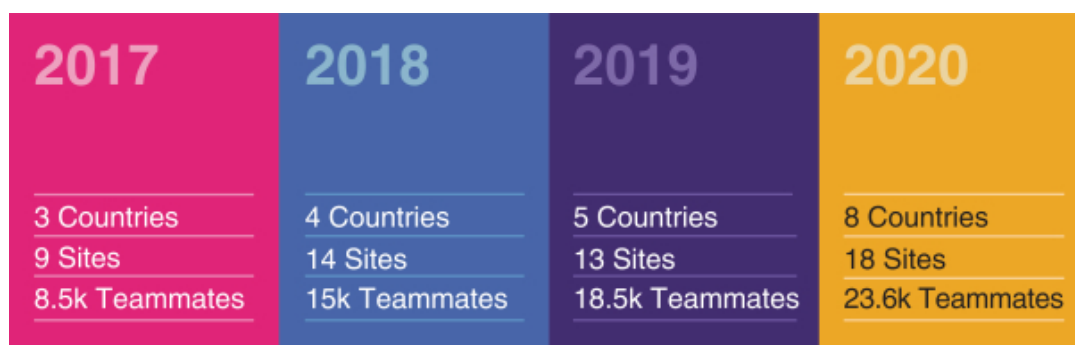 2017
3 Countries
9 Sites
8.5k Teammates
2018
4 Countries
14 Sites
15k Teammates
2019
5 Countries
13 Sites
18.5k Teammates
2020
8 Countries
18 Sites
23.6k Teammates